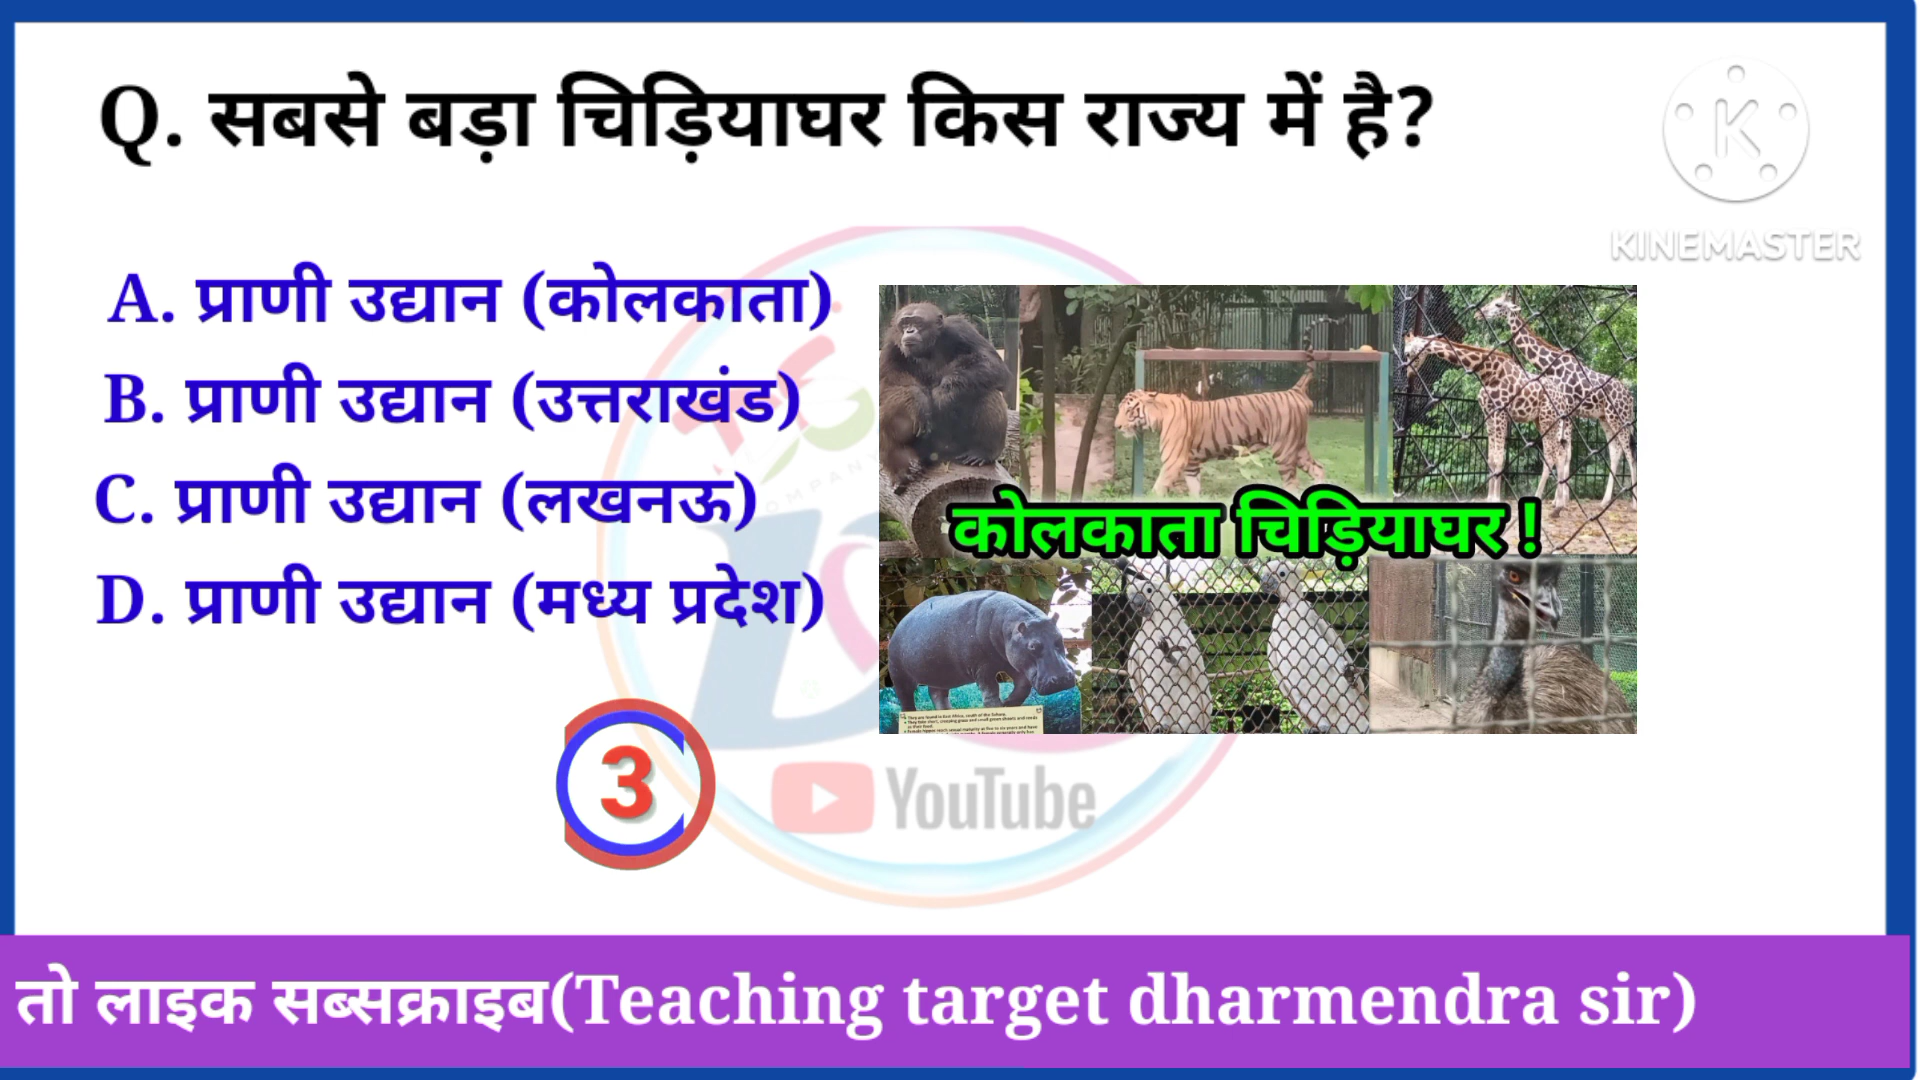 Q. सबसे बड़ा चिड़ियाघर किस राज्य में है?
K
KINEMASTER
A. प्राणी उद्यान (कोलकाता)
B. प्राणी उद्यान (उत्तराखंड)
C. प्राणी उद्यान (लखनऊ)
D. प्राणी उद्यान (मध्य प्रदेश)
कोलकाता चिड़ियाघर !
3
YouTube
तो लाइक सब्सक्राइब(Teaching target dharmendra sir)